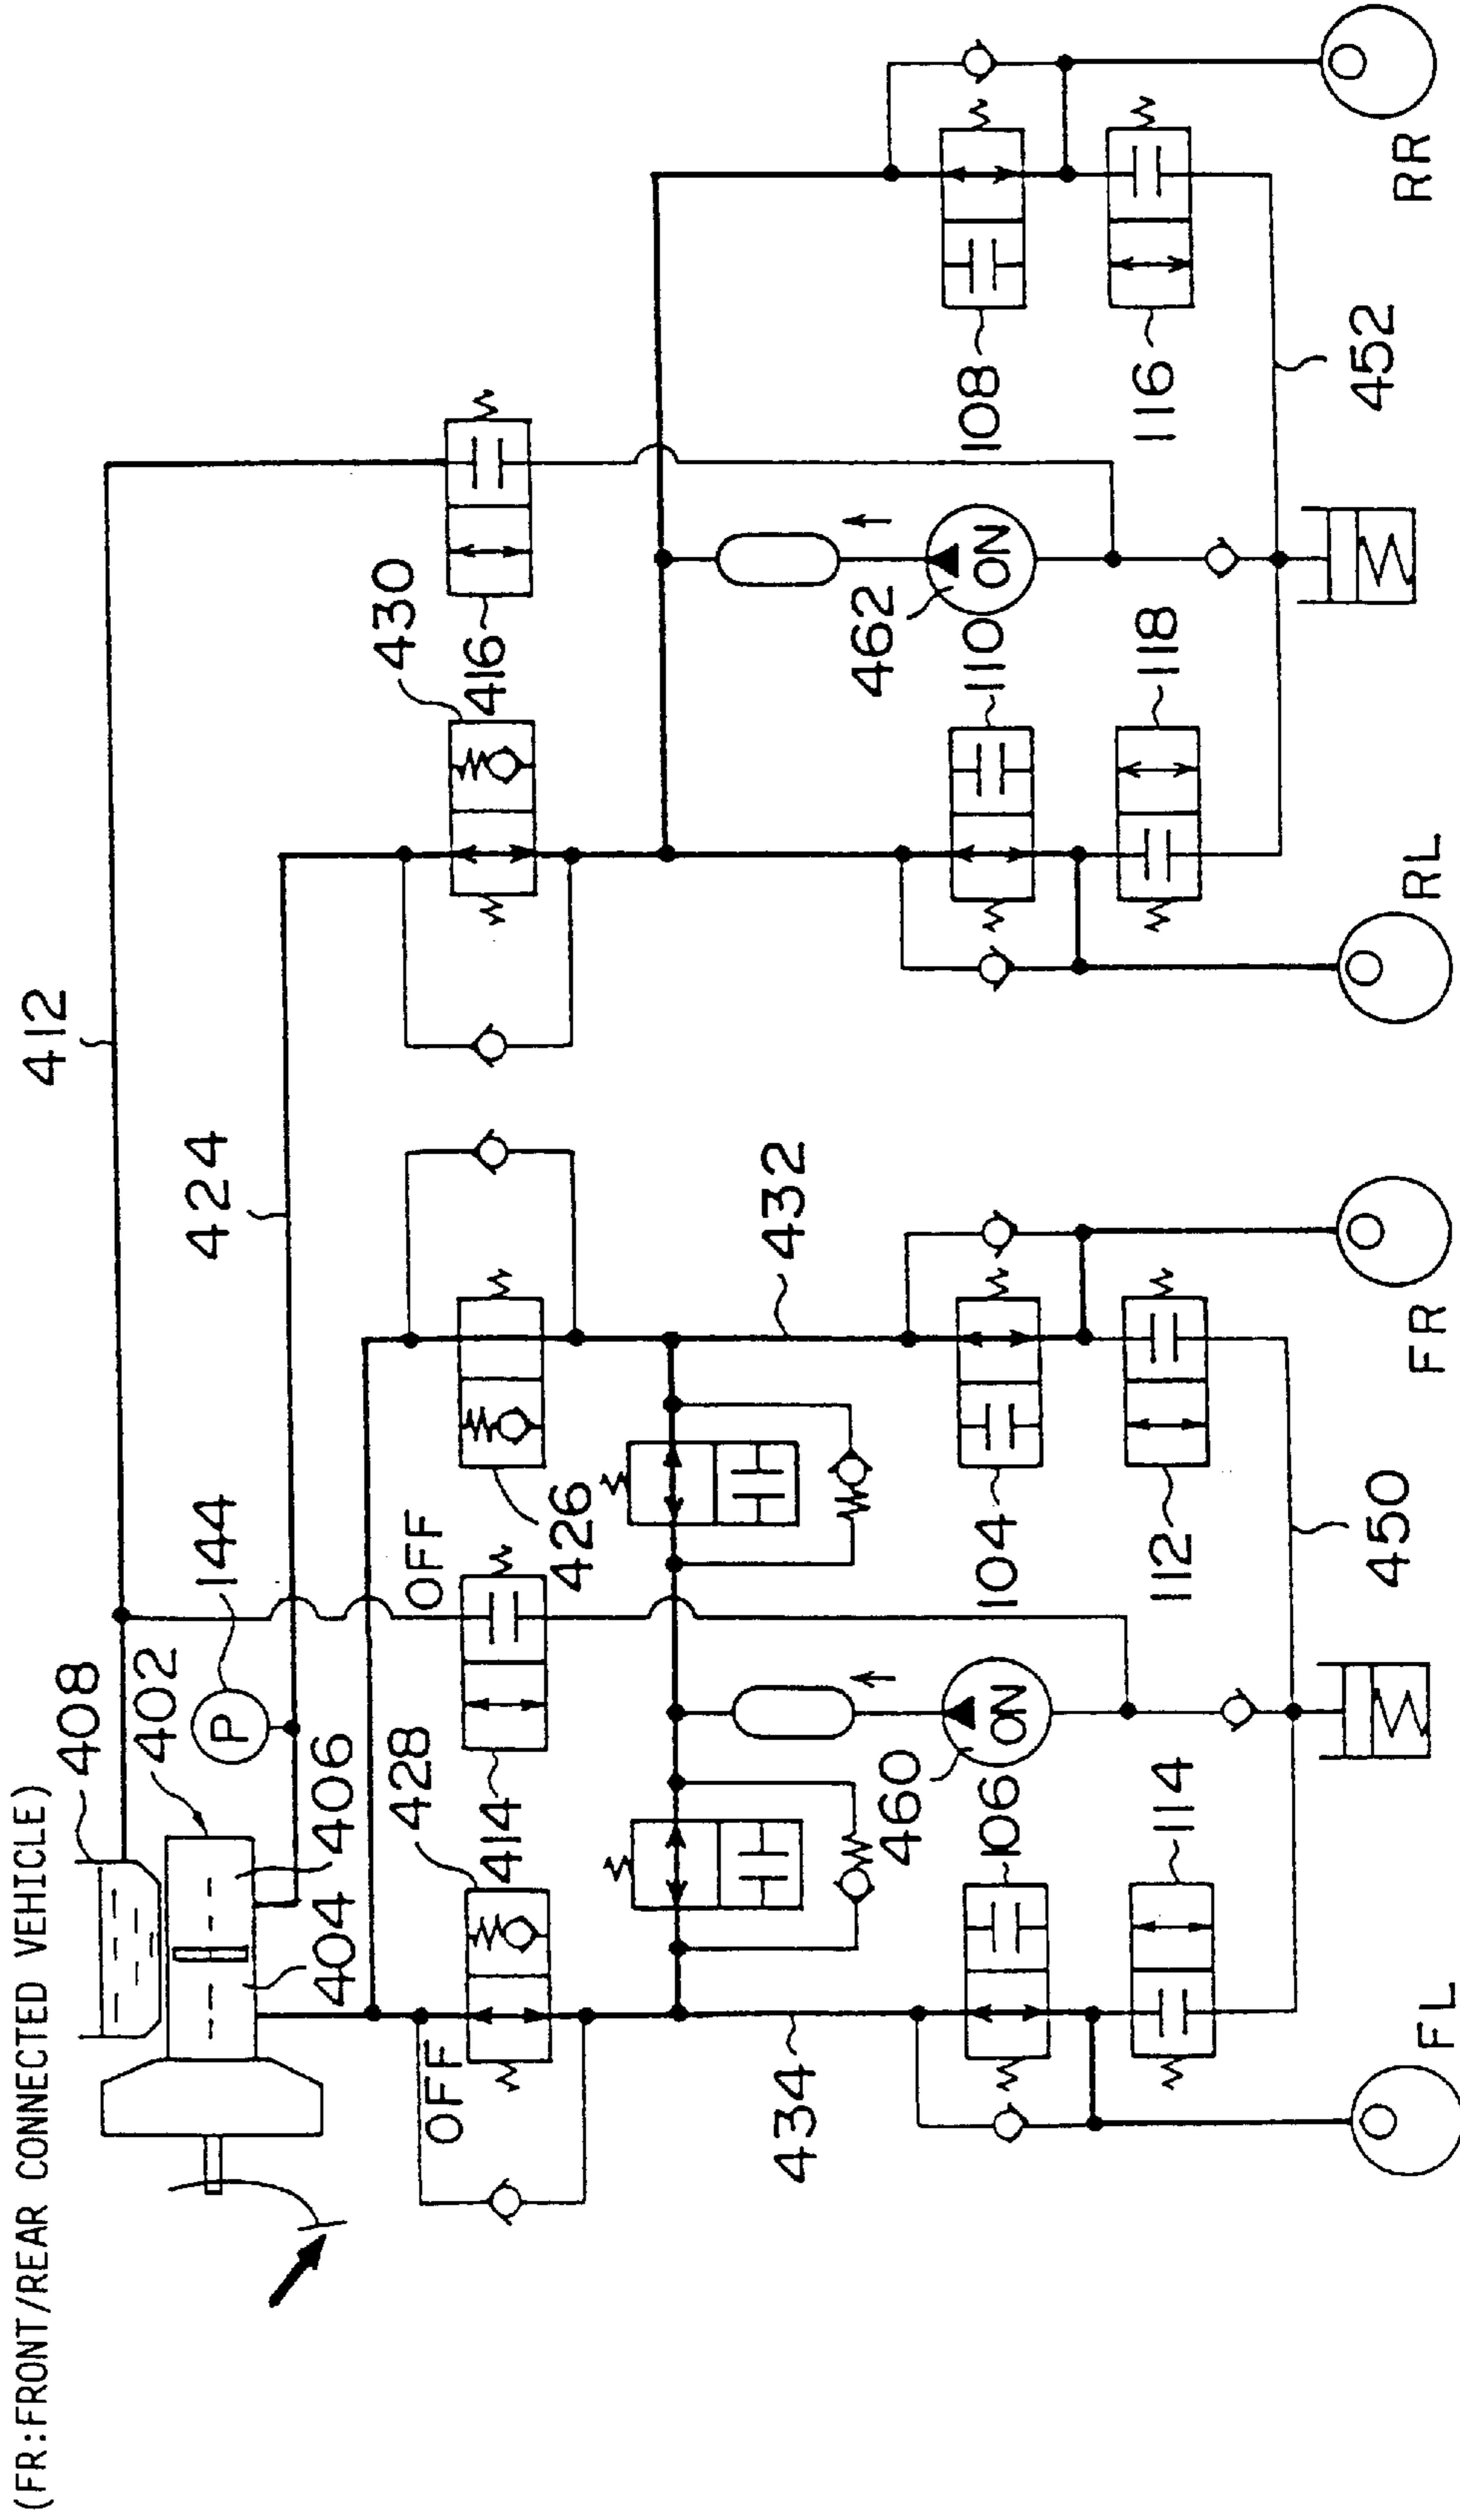 (FR:FRONT/REAR CONNECTED VEHICLE)
408
402
144
412
424
406
404
428
OFF
414
OFF
426
430
416
434
432
460
ON
462
ON
106
104
110
108
114
112
118
116
450
452
FL
FR
RL
RR
P